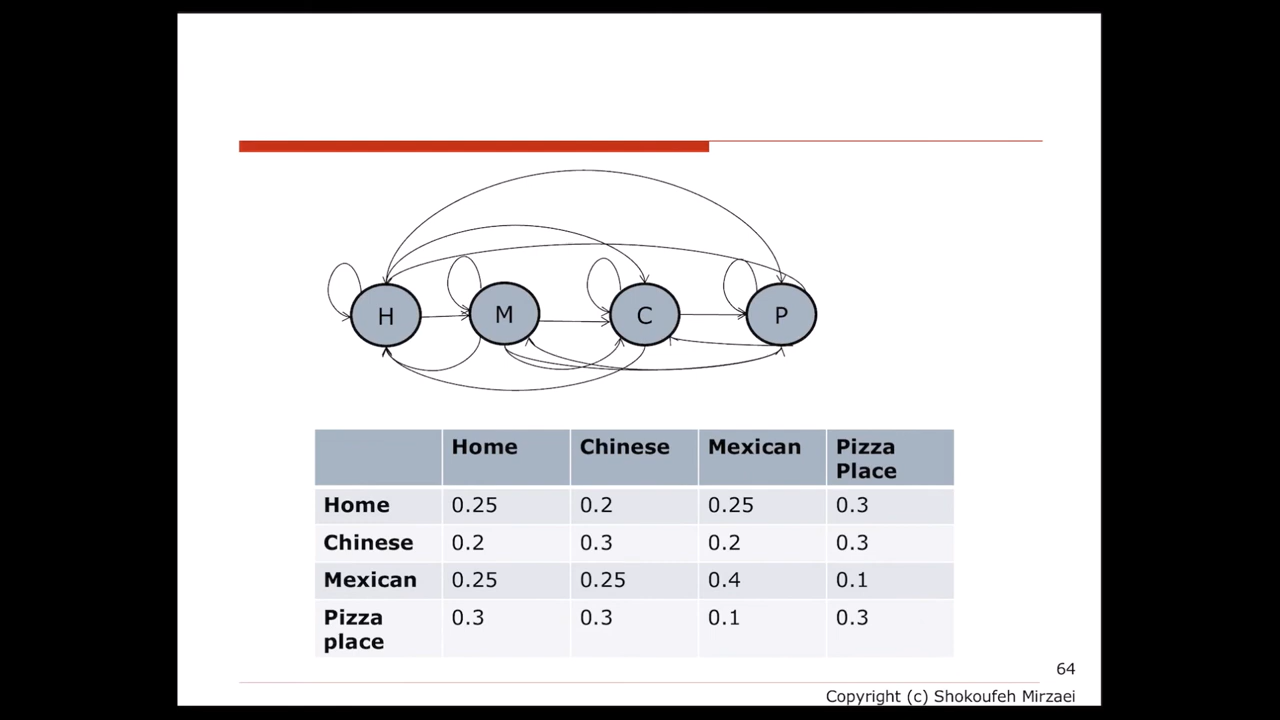 H M C P
Home Chinese Mexican Pizza
Place
Home 0.25 0.2 0.25 0.3
Chinese 0.2 0.3 0.2 0.3
Mexican 0.25 0.25 0.4 0.1
Pizza 0.3 0.3 0.1 0.3
place
64
Copyright (c) Shokoufeh Mirzaei